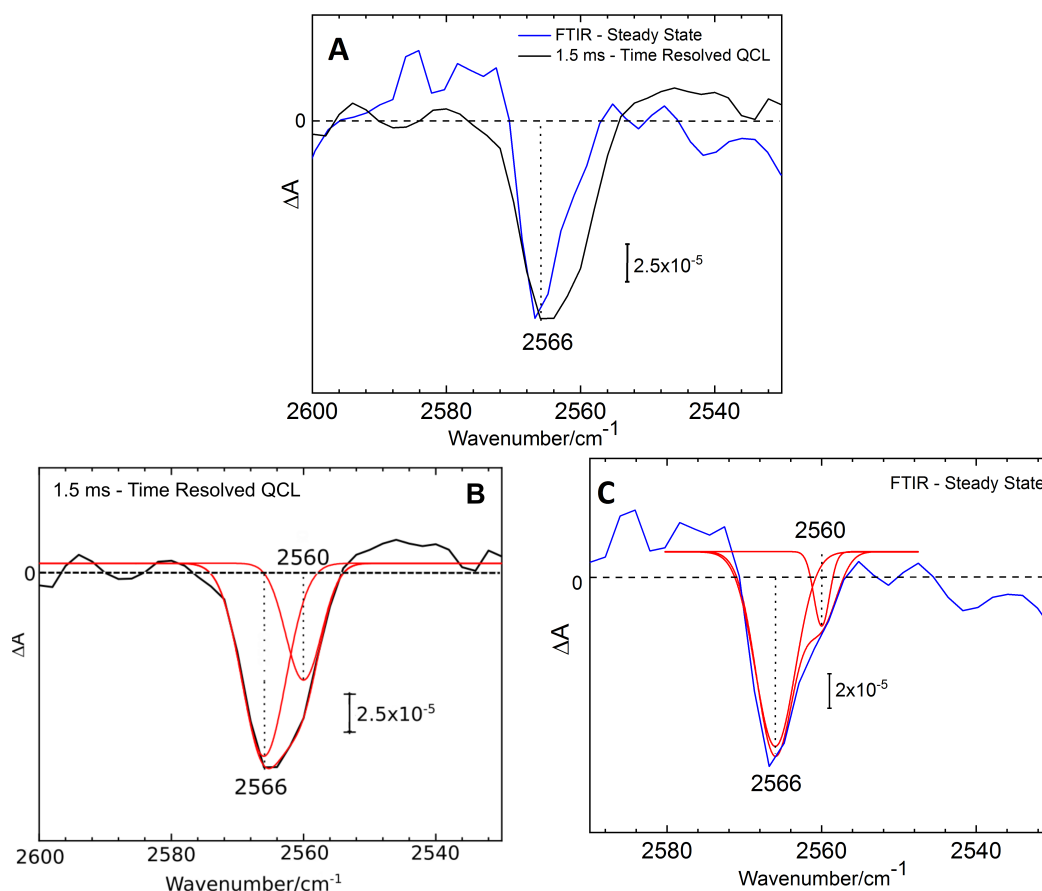 A
FTIR - Steady State
1.5 ms - Time Resolved QCL
0
ΔA
2.5x10⁻⁵
2566
2600 2580 2560 2540
Wavenumber/cm⁻¹
1.5 ms - Time Resolved QCL
B
2560
0
ΔA
2.5x10⁻⁵
2566
2600 2580 2560 2540
Wavenumber/cm⁻¹
C
FTIR - Steady State
2560
0
ΔA
2x10⁻⁵
2566
2580 2560 2540
Wavenumber/cm⁻¹